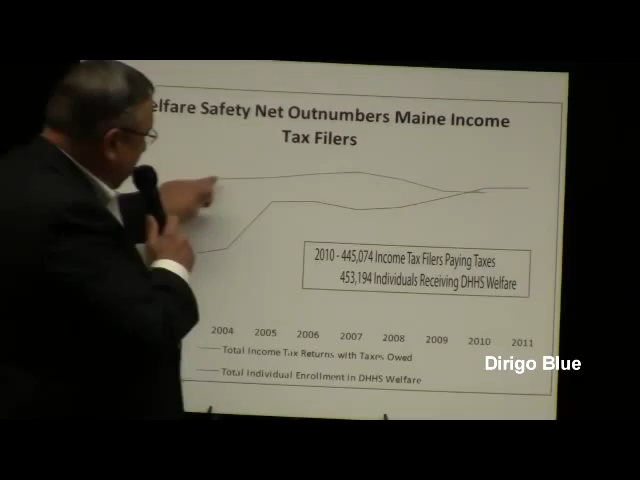 elfare Safety Net Outnumbers Maine Income
Tax Filers
2010 - 445,074 Income Tax Filers Paying Taxes
453,194 Individuals Receiving DHHS Welfare
2004 2005 2006 2007 2008 2009 2010 2011
Total Income Tax Returns with Taxes Owed
Total Individual Enrollment in DHHS Welfare
Dirigo Blue